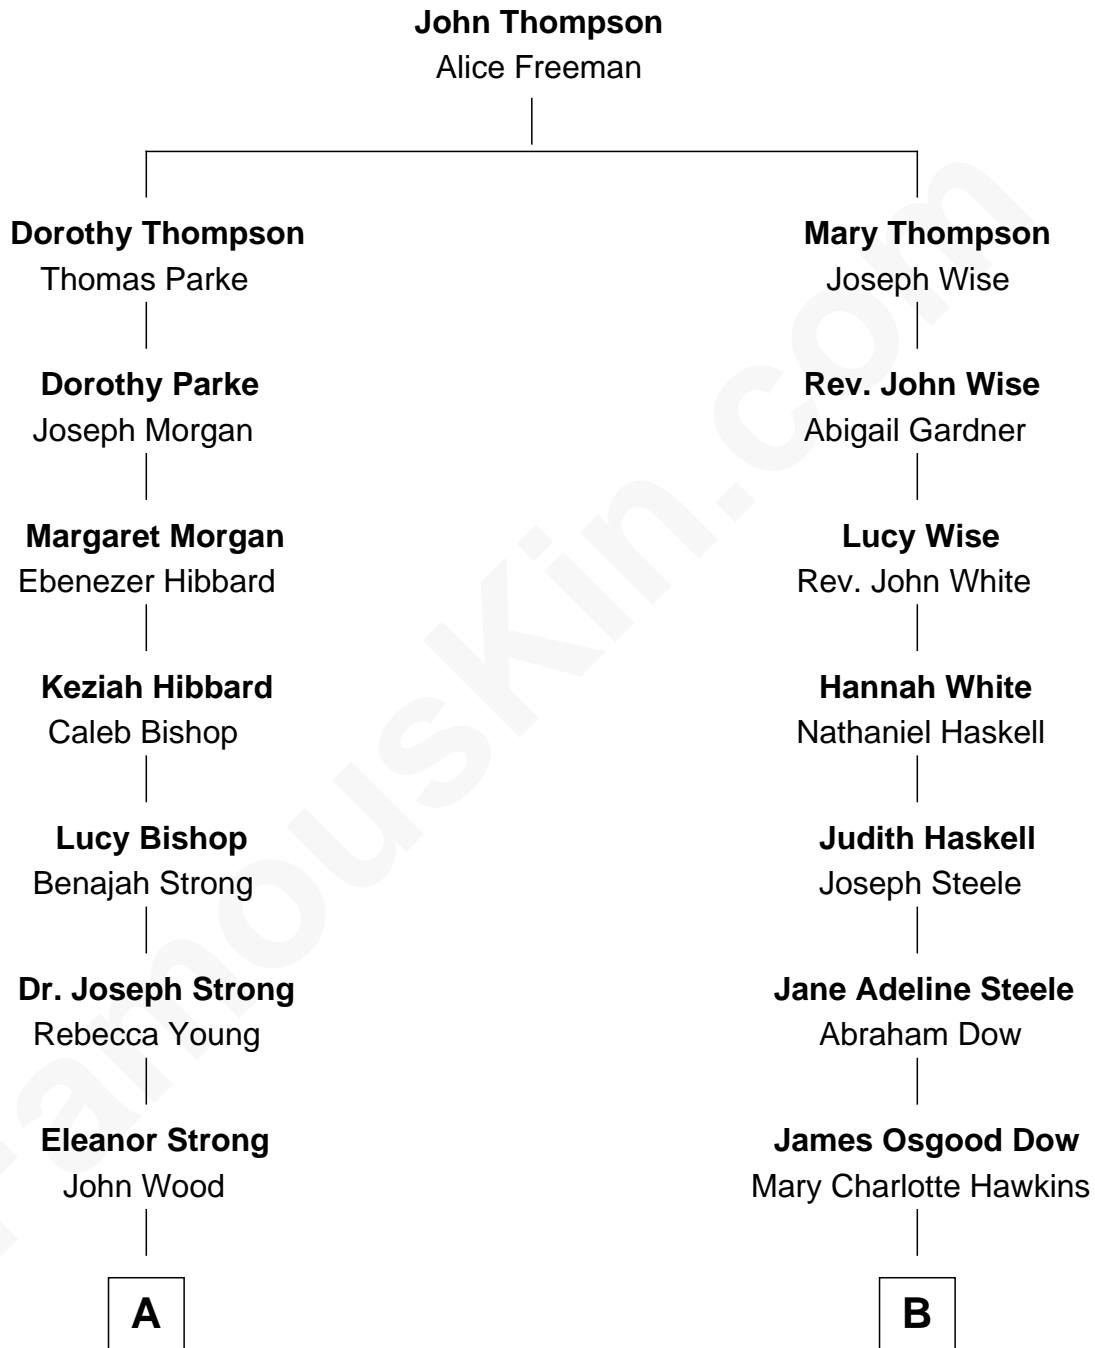 John Thompson
Alice Freeman
Dorothy Thompson
Thomas Parke
Mary Thompson
Joseph Wise
Dorothy Parke
Joseph Morgan
Rev. John Wise
Abigail Gardner
Margaret Morgan
Ebenezer Hibbard
Lucy Wise
Rev. John White
Keziah Hibbard
Caleb Bishop
Hannah White
Nathaniel Haskell
Lucy Bishop
Benajah Strong
Judith Haskell
Joseph Steele
Dr. Joseph Strong
Rebecca Young
Jane Adeline Steele
Abraham Dow
Eleanor Strong
John Wood
James Osgood Dow
Mary Charlotte Hawkins
A
B
FamousKin.com